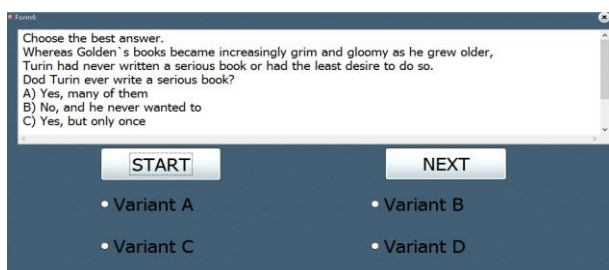 Form6
Choose the best answer.
Whereas Golden`s books became increasingly grim and gloomy as he grew older,
Turin had never written a serious book or had the least desire to do so.
Dod Turin ever write a serious book?
A) Yes, many of them
B) No, and he never wanted to
C) Yes, but only once
START
NEXT
Variant A
Variant B
Variant C
Variant D